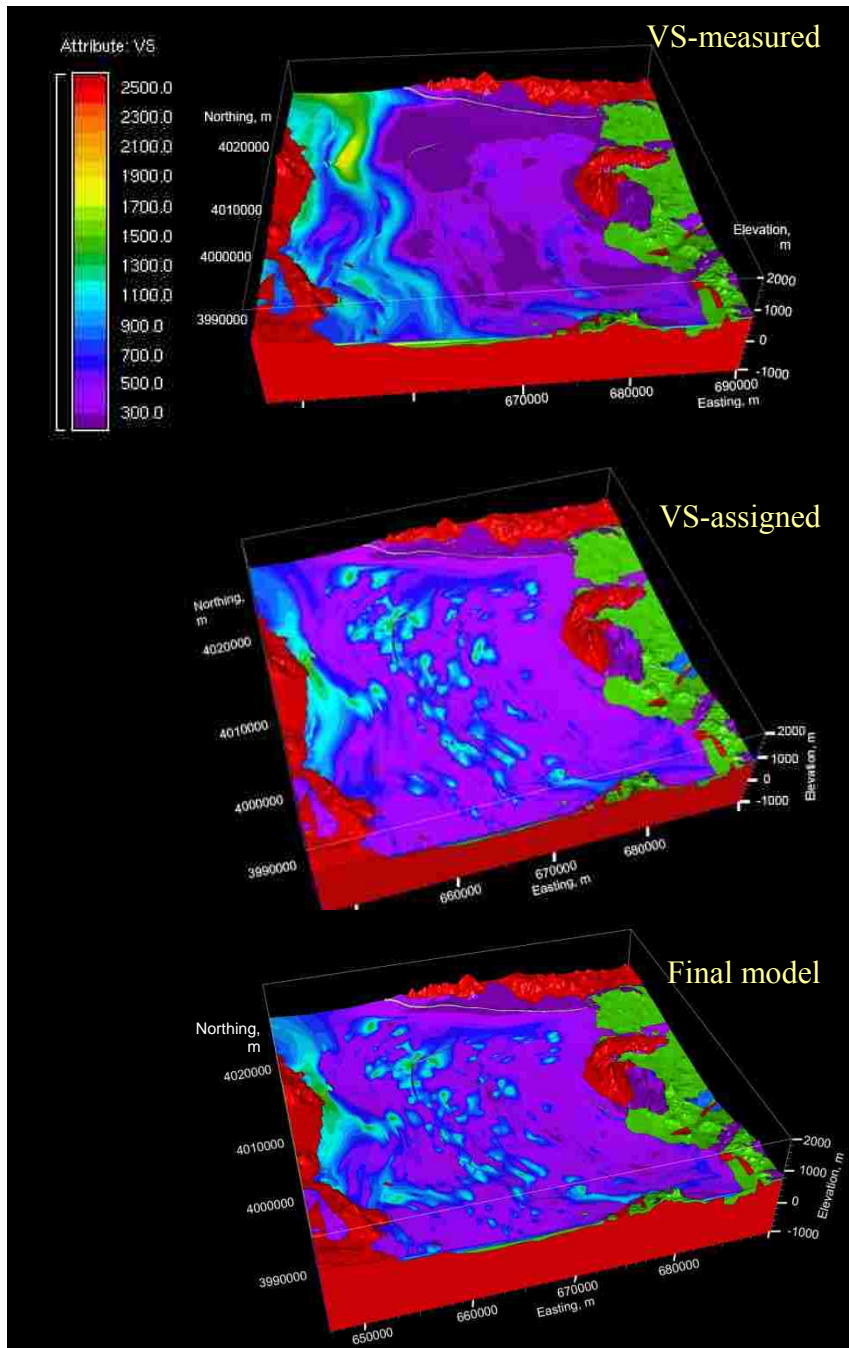 Attribute: VS
2500.0
2300.0
2100.0
1900.0
1700.0
1500.0
1300.0
1100.0
900.0
700.0
500.0
300.0
VS-measured
Northing, m
4020000
4010000
4000000
3990000
Elevation,
m
2000
1000
0
-1000
670000
680000
690000
Easting, m
VS-assigned
Northing,
m
4020000
4010000
4000000
3990000
2000
1000
0
-1000
Elevation, m
660000
670000
680000
Easting, m
Final model
Northing,
m
4020000
4010000
4000000
3990000
2000
1000
0
-1000
Elevation, m
650000
660000
670000
680000
Easting, m